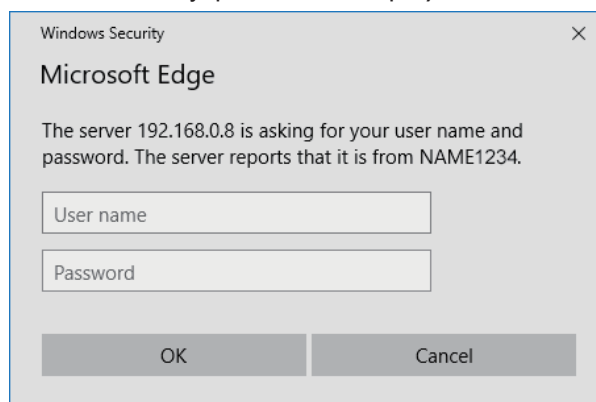 Windows Security
Microsoft Edge
The server 192.168.0.8 is asking for your user name and
password. The server reports that it is from NAME1234.
User name
Password
OK
Cancel